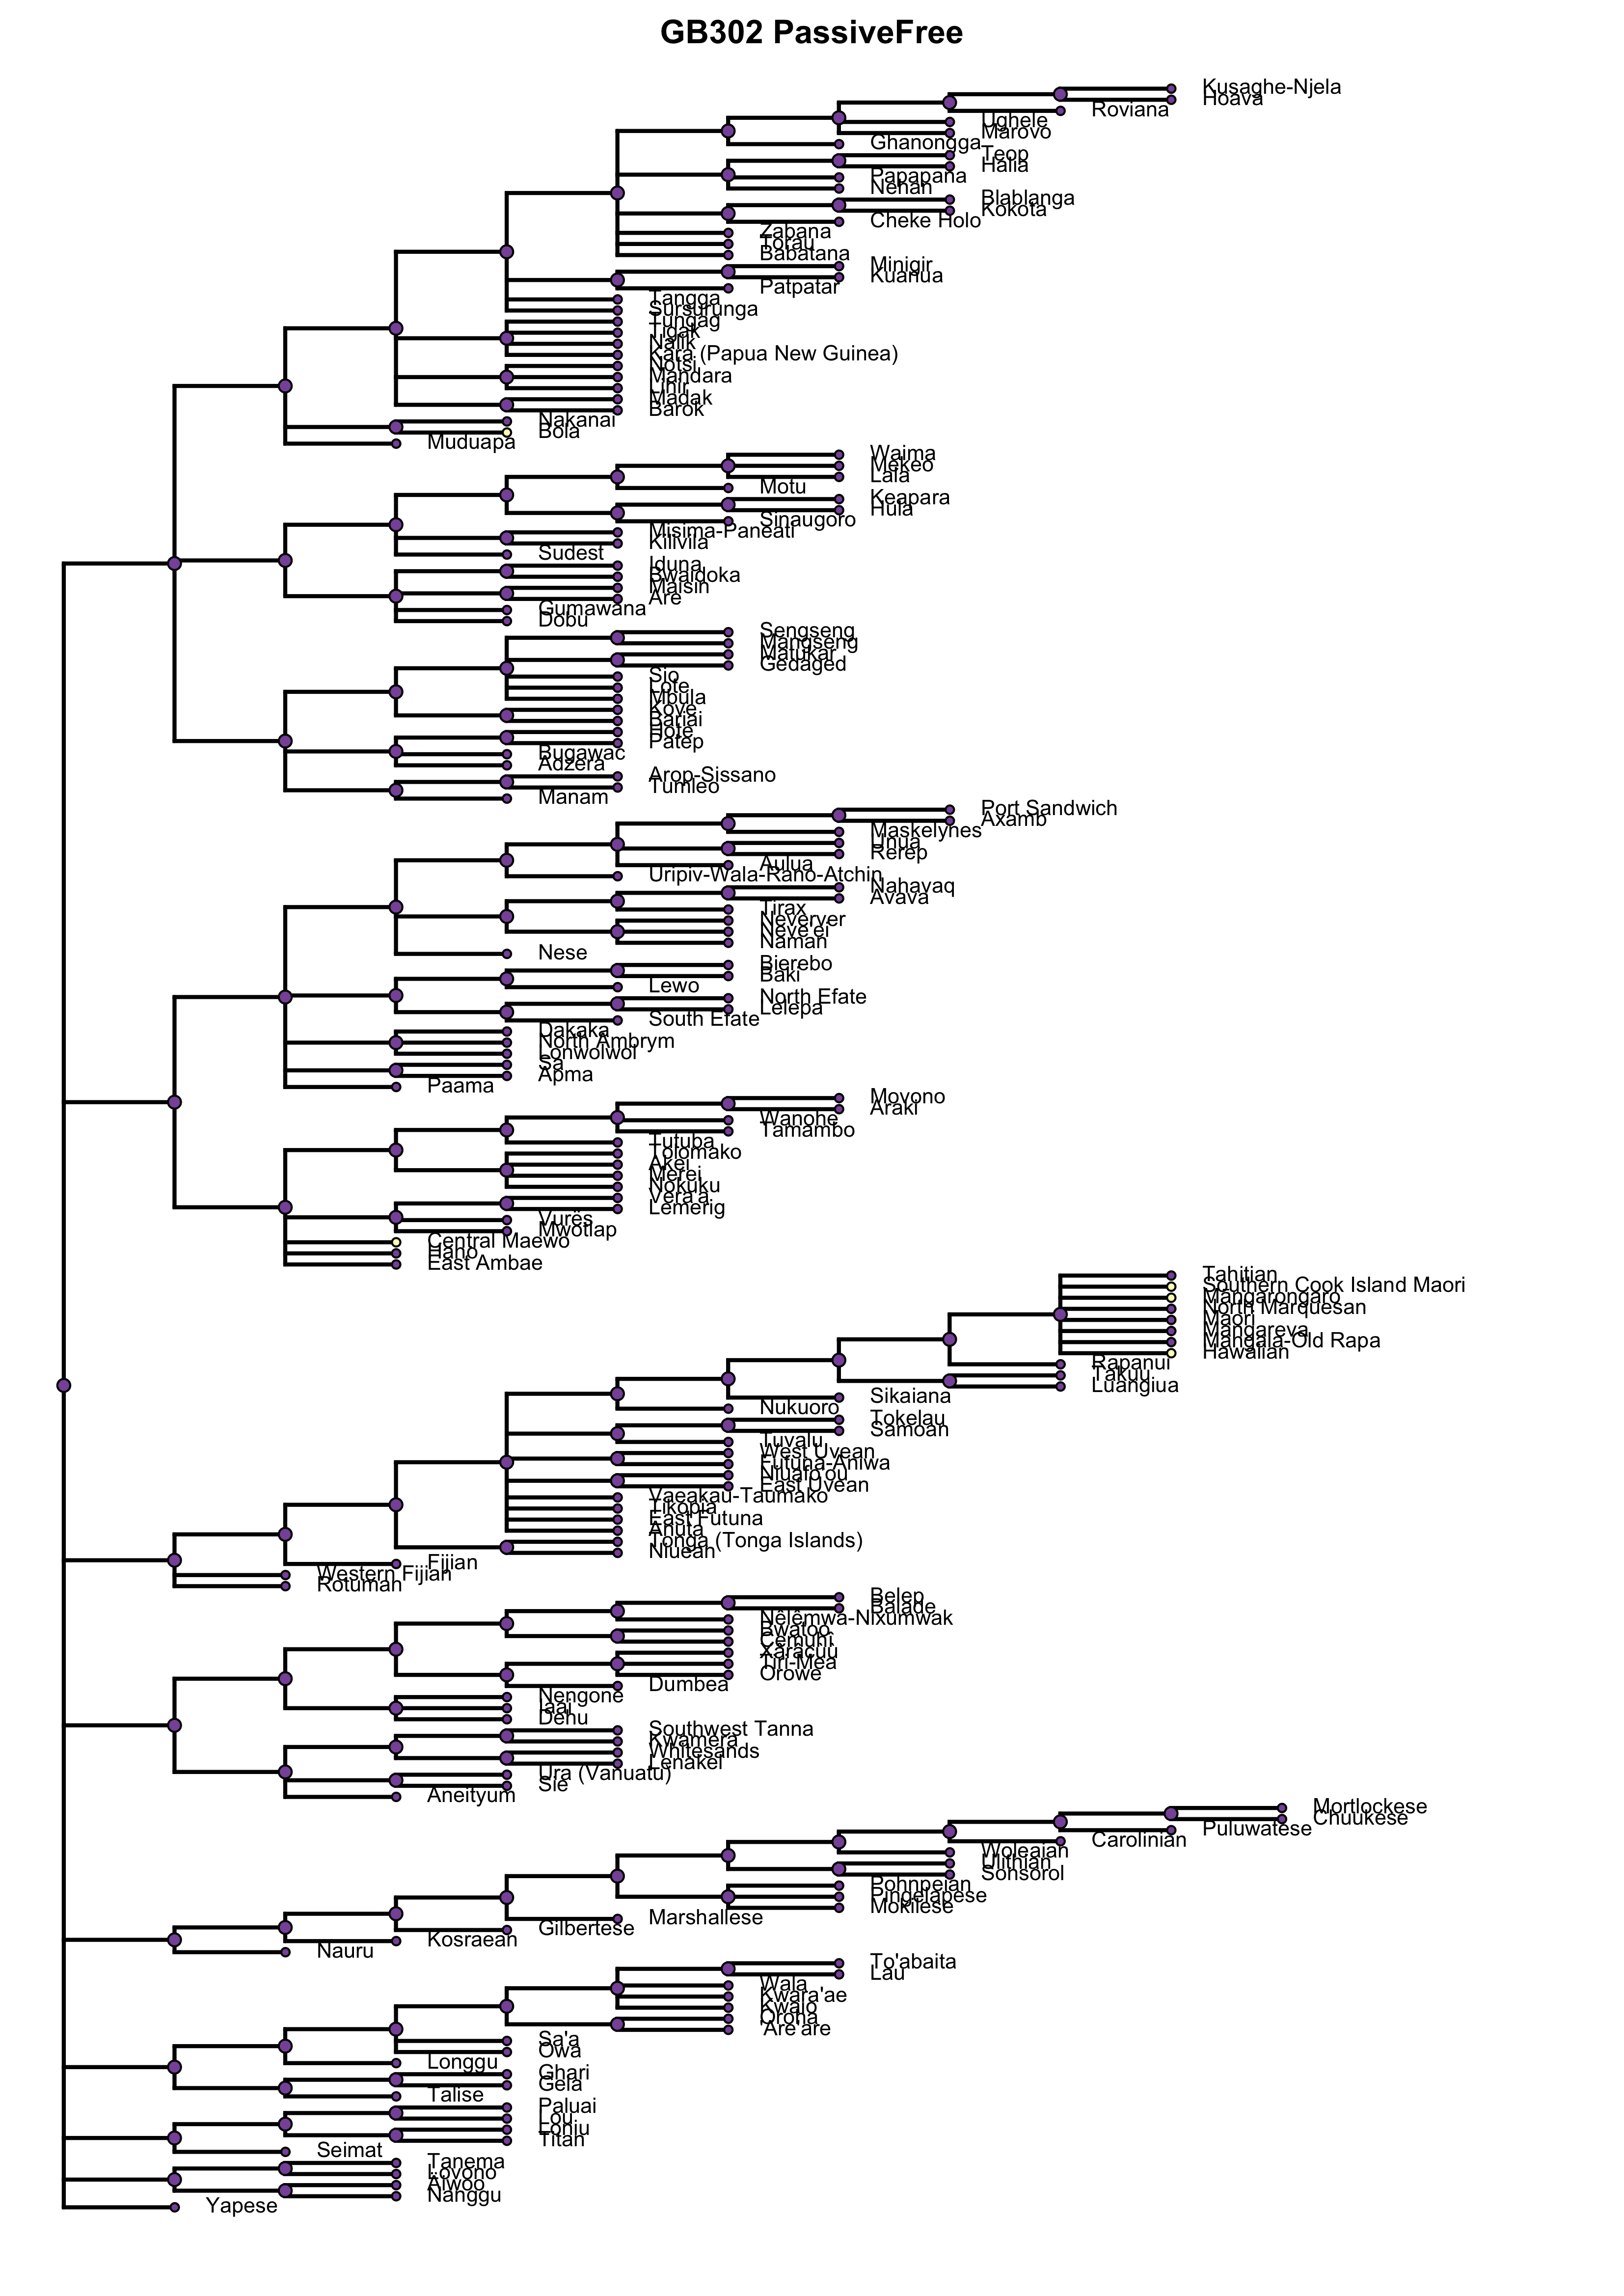 GB302 PassiveFree
Kusaghe-Njela
Hoava
Roviana
Ughele
Marovo
Ghanongga
Teop
Halia
Papapana
Nehan
Blablanga
Kokota
Cheke Holo
Zabana
Torau
Babatana
Minigir
Kuanua
Patpatar
Tangga
Sursurunga
Tungag
Tigak
Nalik
Kara (Papua New Guinea)
Notsi
Mandara
Lihir
Madak
Barok
Nakanai
Bola
Muduapa
Waima
Mekeo
Lala
Motu
Keapara
Hula
Sinaugoro
Misima-Paneati
Kilivila
Sudest
Iduna
Bwaidoka
Maisin
Are
Gumawana
Dobu
Sengseng
Mangseng
Matukar
Gedaged
Sio
Lote
Mbula
Kove
Bariai
Hote
Patep
Bugawac
Adzera
Arop-Sissano
Tumleo
Manam
Port Sandwich
Axamb
Maskelynes
Unua
Rerep
Aulua
Uripiv-Wala-Rano-Atchin
Nahavaq
Avava
Tirax
Neverver
Neve'ei
Naman
Nese
Bierebo
Baki
Lewo
North Efate
Lelepa
South Efate
Dakaka
North Ambrym
Lonwolwol
Sa
Apma
Paama
Movono
Araki
Wanohe
Tamambo
Tutuba
Tolomako
Akei
Merei
Nokuku
Vera'a
Lemerig
Vurës
Mwotlap
Central Maewo
Hano
East Ambae
Tahitian
Southern Cook Island Maori
Mangarongaro
North Marquesan
Maori
Mangareva
Mangaia-Old Rapa
Hawaiian
Rapanui
Takuu
Luangiua
Sikaiana
Nukuoro
Tokelau
Samoan
Tuvalu
West Uvean
Futuna-Aniwa
Niuafo'ou
East Uvean
Vaeakau-Taumako
Tikopia
East Futuna
Anuta
Tonga (Tonga Islands)
Niuean
Fijian
Western Fijian
Rotuman
Belep
Balade
Nêlêmwa-Nixumwak
Bwatoo
Cemuhî
Xârâcùù
Tiri-Mea
Orowe
Dumbea
Nengone
Iaai
Dehu
Southwest Tanna
Kwamera
Whitesands
Lenakel
Ura (Vanuatu)
Sie
Aneityum
Mortlockese
Chuukese
Puluwatese
Carolinian
Woleaian
Ulithian
Sonsorol
Pohnpeian
Pingelapese
Mokilese
Marshallese
Gilbertese
Kosraean
Nauru
To'abaita
Lau
Wala
Kwara'ae
Kwaio
Oroha
'Are'are
Sa'a
Owa
Longgu
Ghari
Gela
Talise
Paluai
Lou
Loniu
Titan
Seimat
Tanema
Lovono
Äiwoo
Nanggu
Yapese